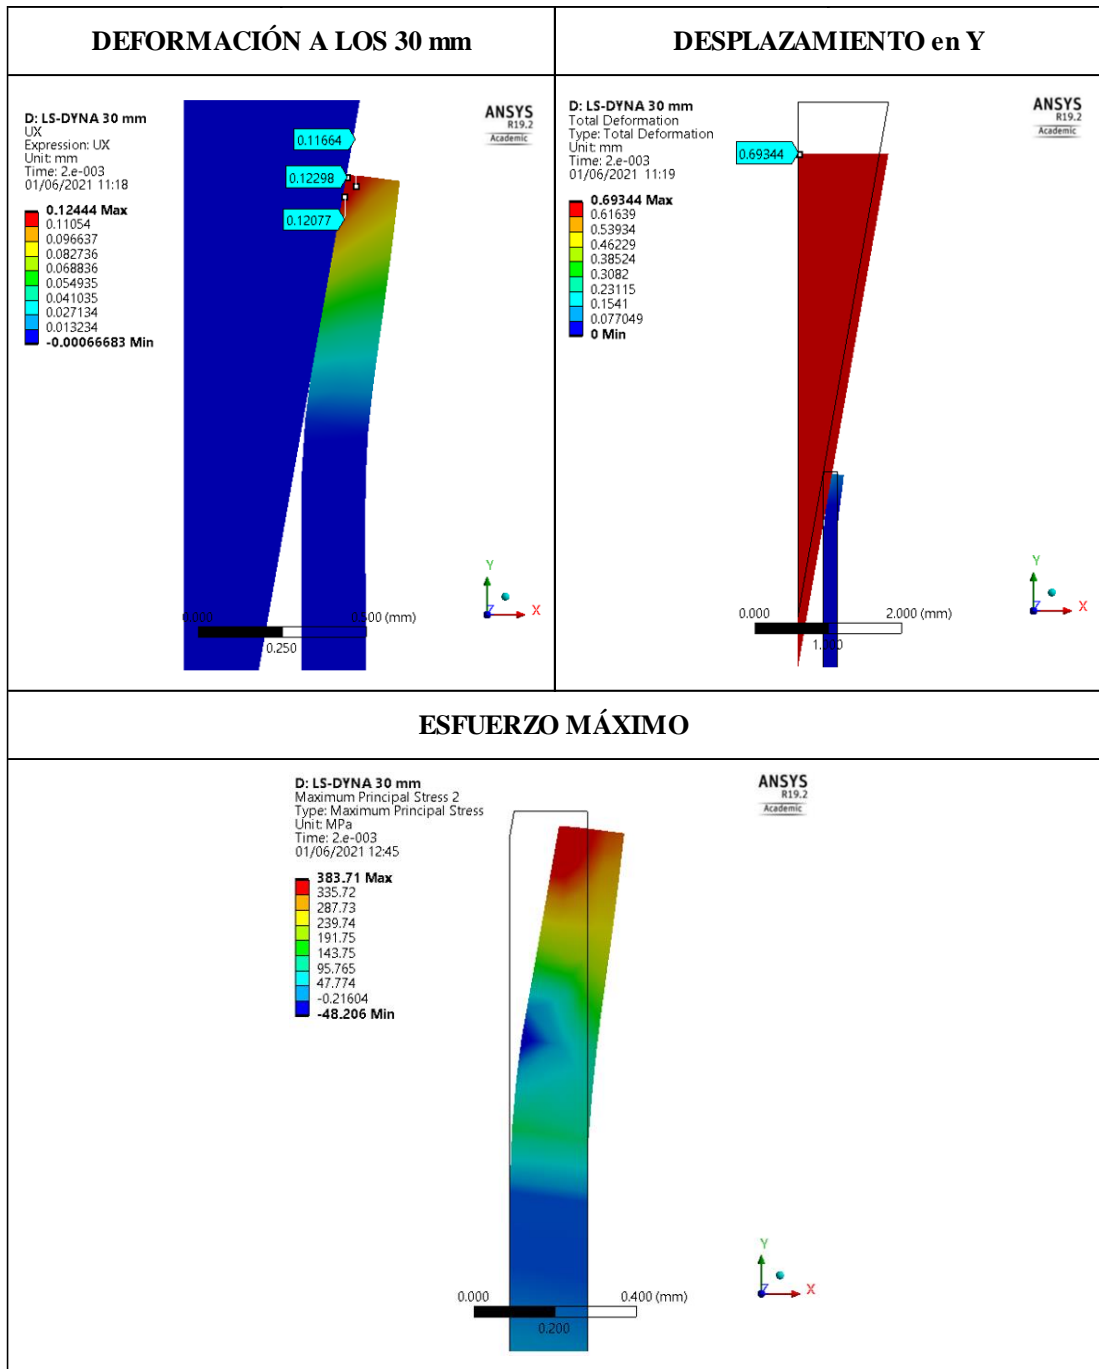 DEFORMACIÓN A LOS 30 mm
DESPLAZAMIENTO en Y
D: LS-DYNA 30 mm
UX
Expression: UX
Unit: mm
Time: 2.e-003
01/06/2021 11:18
0.12444 Max
0.11054
0.096637
0.082736
0.068836
0.054935
0.041035
0.027134
0.013234
-0.00066683 Min
ANSYS
R19.2
Academic
0.11664
0.12298
0.12077
Y
Z
X
0.000
0.500 (mm)
0.250
D: LS-DYNA 30 mm
Total Deformation
Type: Total Deformation
Unit: mm
Time: 2.e-003
01/06/2021 11:19
0.69344
0.69344 Max
0.61639
0.53934
0.46229
0.38524
0.3082
0.23115
0.1541
0.077049
0 Min
ANSYS
R19.2
Academic
Y
Z
X
0.000
2.000 (mm)
1.000
ESFUERZO MÁXIMO
D: LS-DYNA 30 mm
Maximum Principal Stress 2
Type: Maximum Principal Stress
Unit: MPa
Time: 2.e-003
01/06/2021 12:45
383.71 Max
335.72
287.73
239.74
191.75
143.75
95.765
47.774
-0.21604
-48.206 Min
ANSYS
R19.2
Academic
Y
Z
X
0.000
0.400 (mm)
0.200